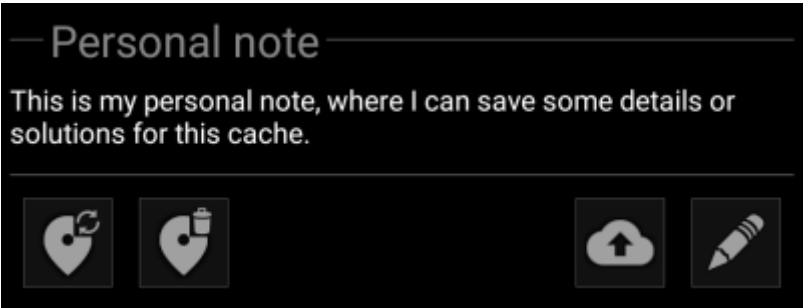 Personal note
This is my personal note, where I can save some details or
solutions for this cache.